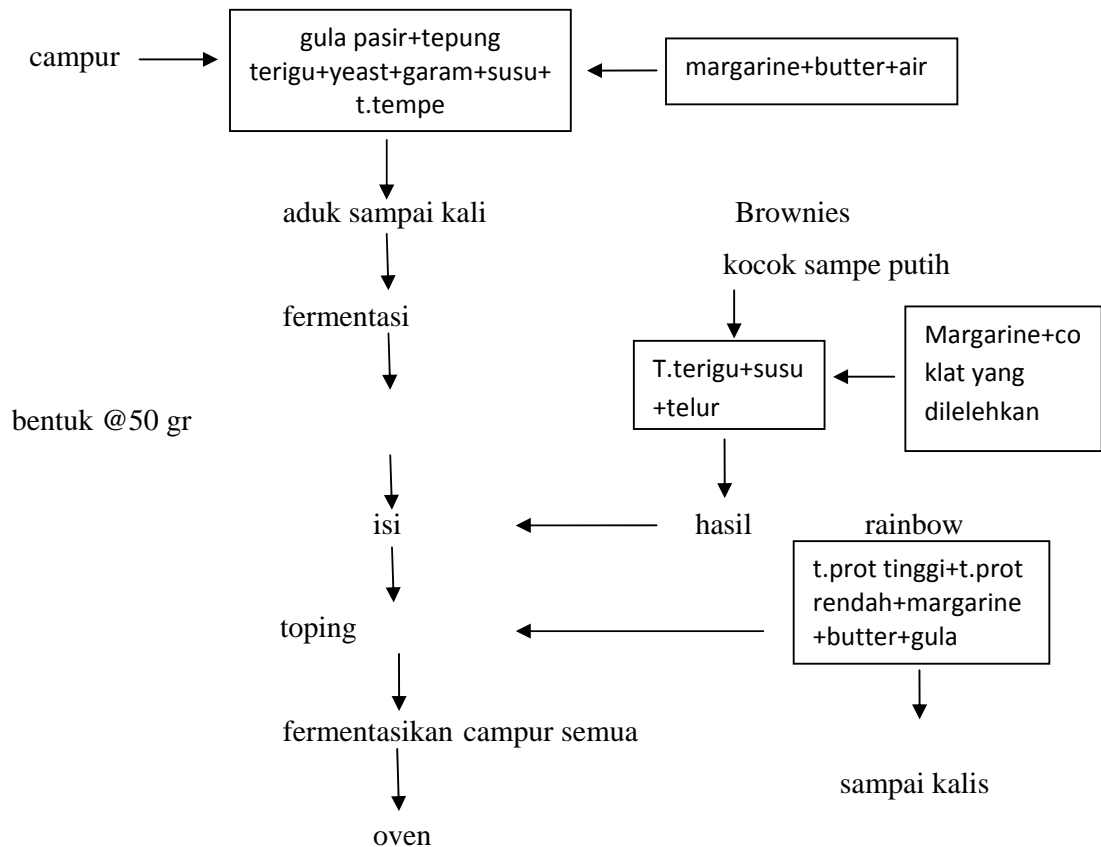 campur
gula pasir+tepung
terigu+yeast+garam+susu+
t.tempe
margarine+butter+air
aduk sampai kali
Brownies
kocok sampe putih
fermentasi
T.terigu+susu
+telur
Margarine+co
klat yang
dilelehkan
bentuk @50 gr
isi
hasil
rainbow
t.prot tinggi+t.prot
rendah+margarine
+butter+gula
toping
fermentasikan campur semua
sampai kalis
oven